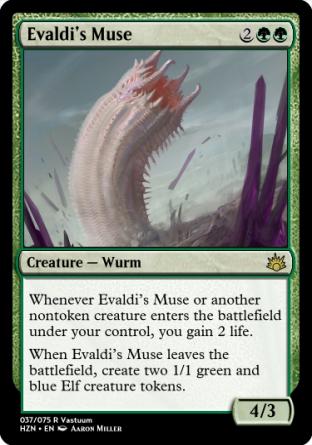 Evaldi's Muse 2
Creature — Wurm
Whenever Evaldi's Muse or another
nontoken creature enters the battlefield
under your control, you gain 2 life.
When Evaldi's Muse leaves the
battlefield, create two 1/1 green and
blue Elf creature tokens.
4/3
037/075 R Vastuum
HZN • EN Aaron Miller